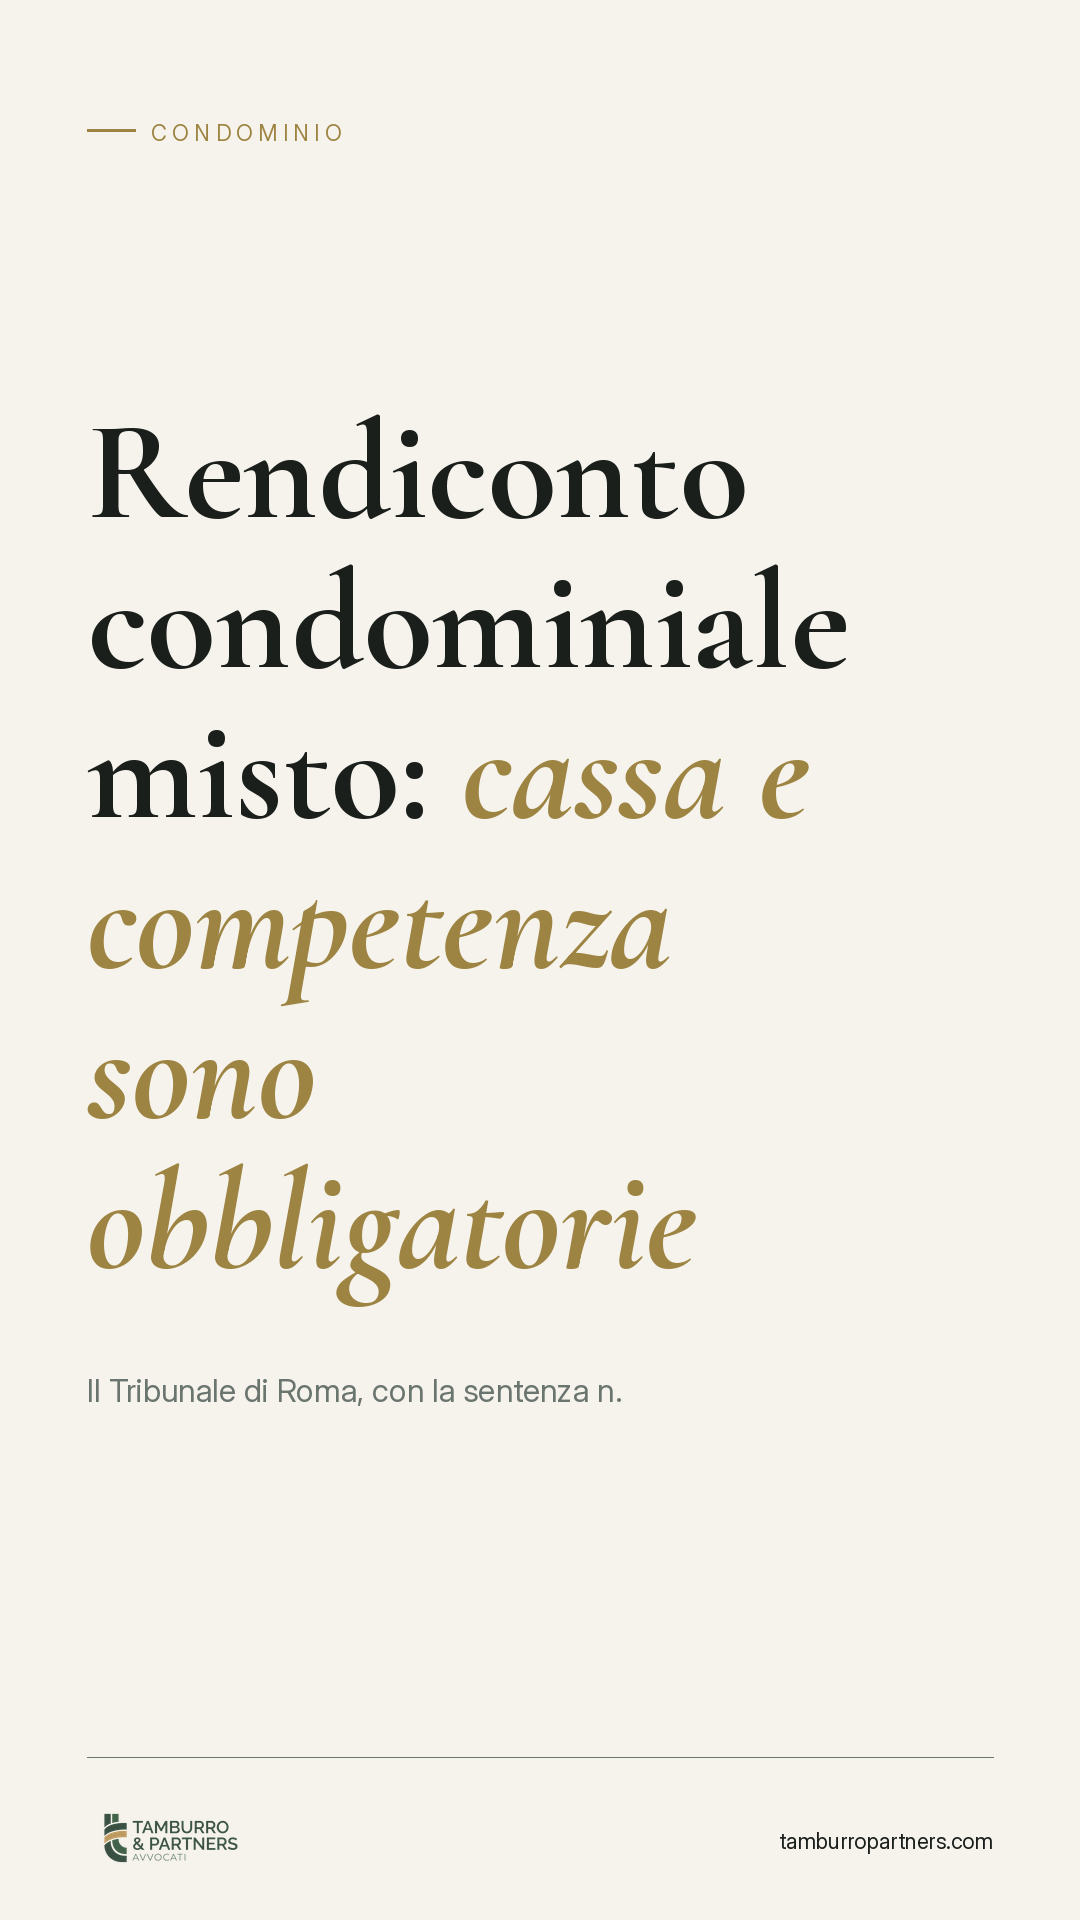 CONDOMINIO
Rendiconto
condominiale
misto: cassa e
competenza
sono
obbligatorie
Il Tribunale di Roma, con la sentenza n.
TAMBURRO
& PARTNERS
AVVOCATI
tamburropartners.com